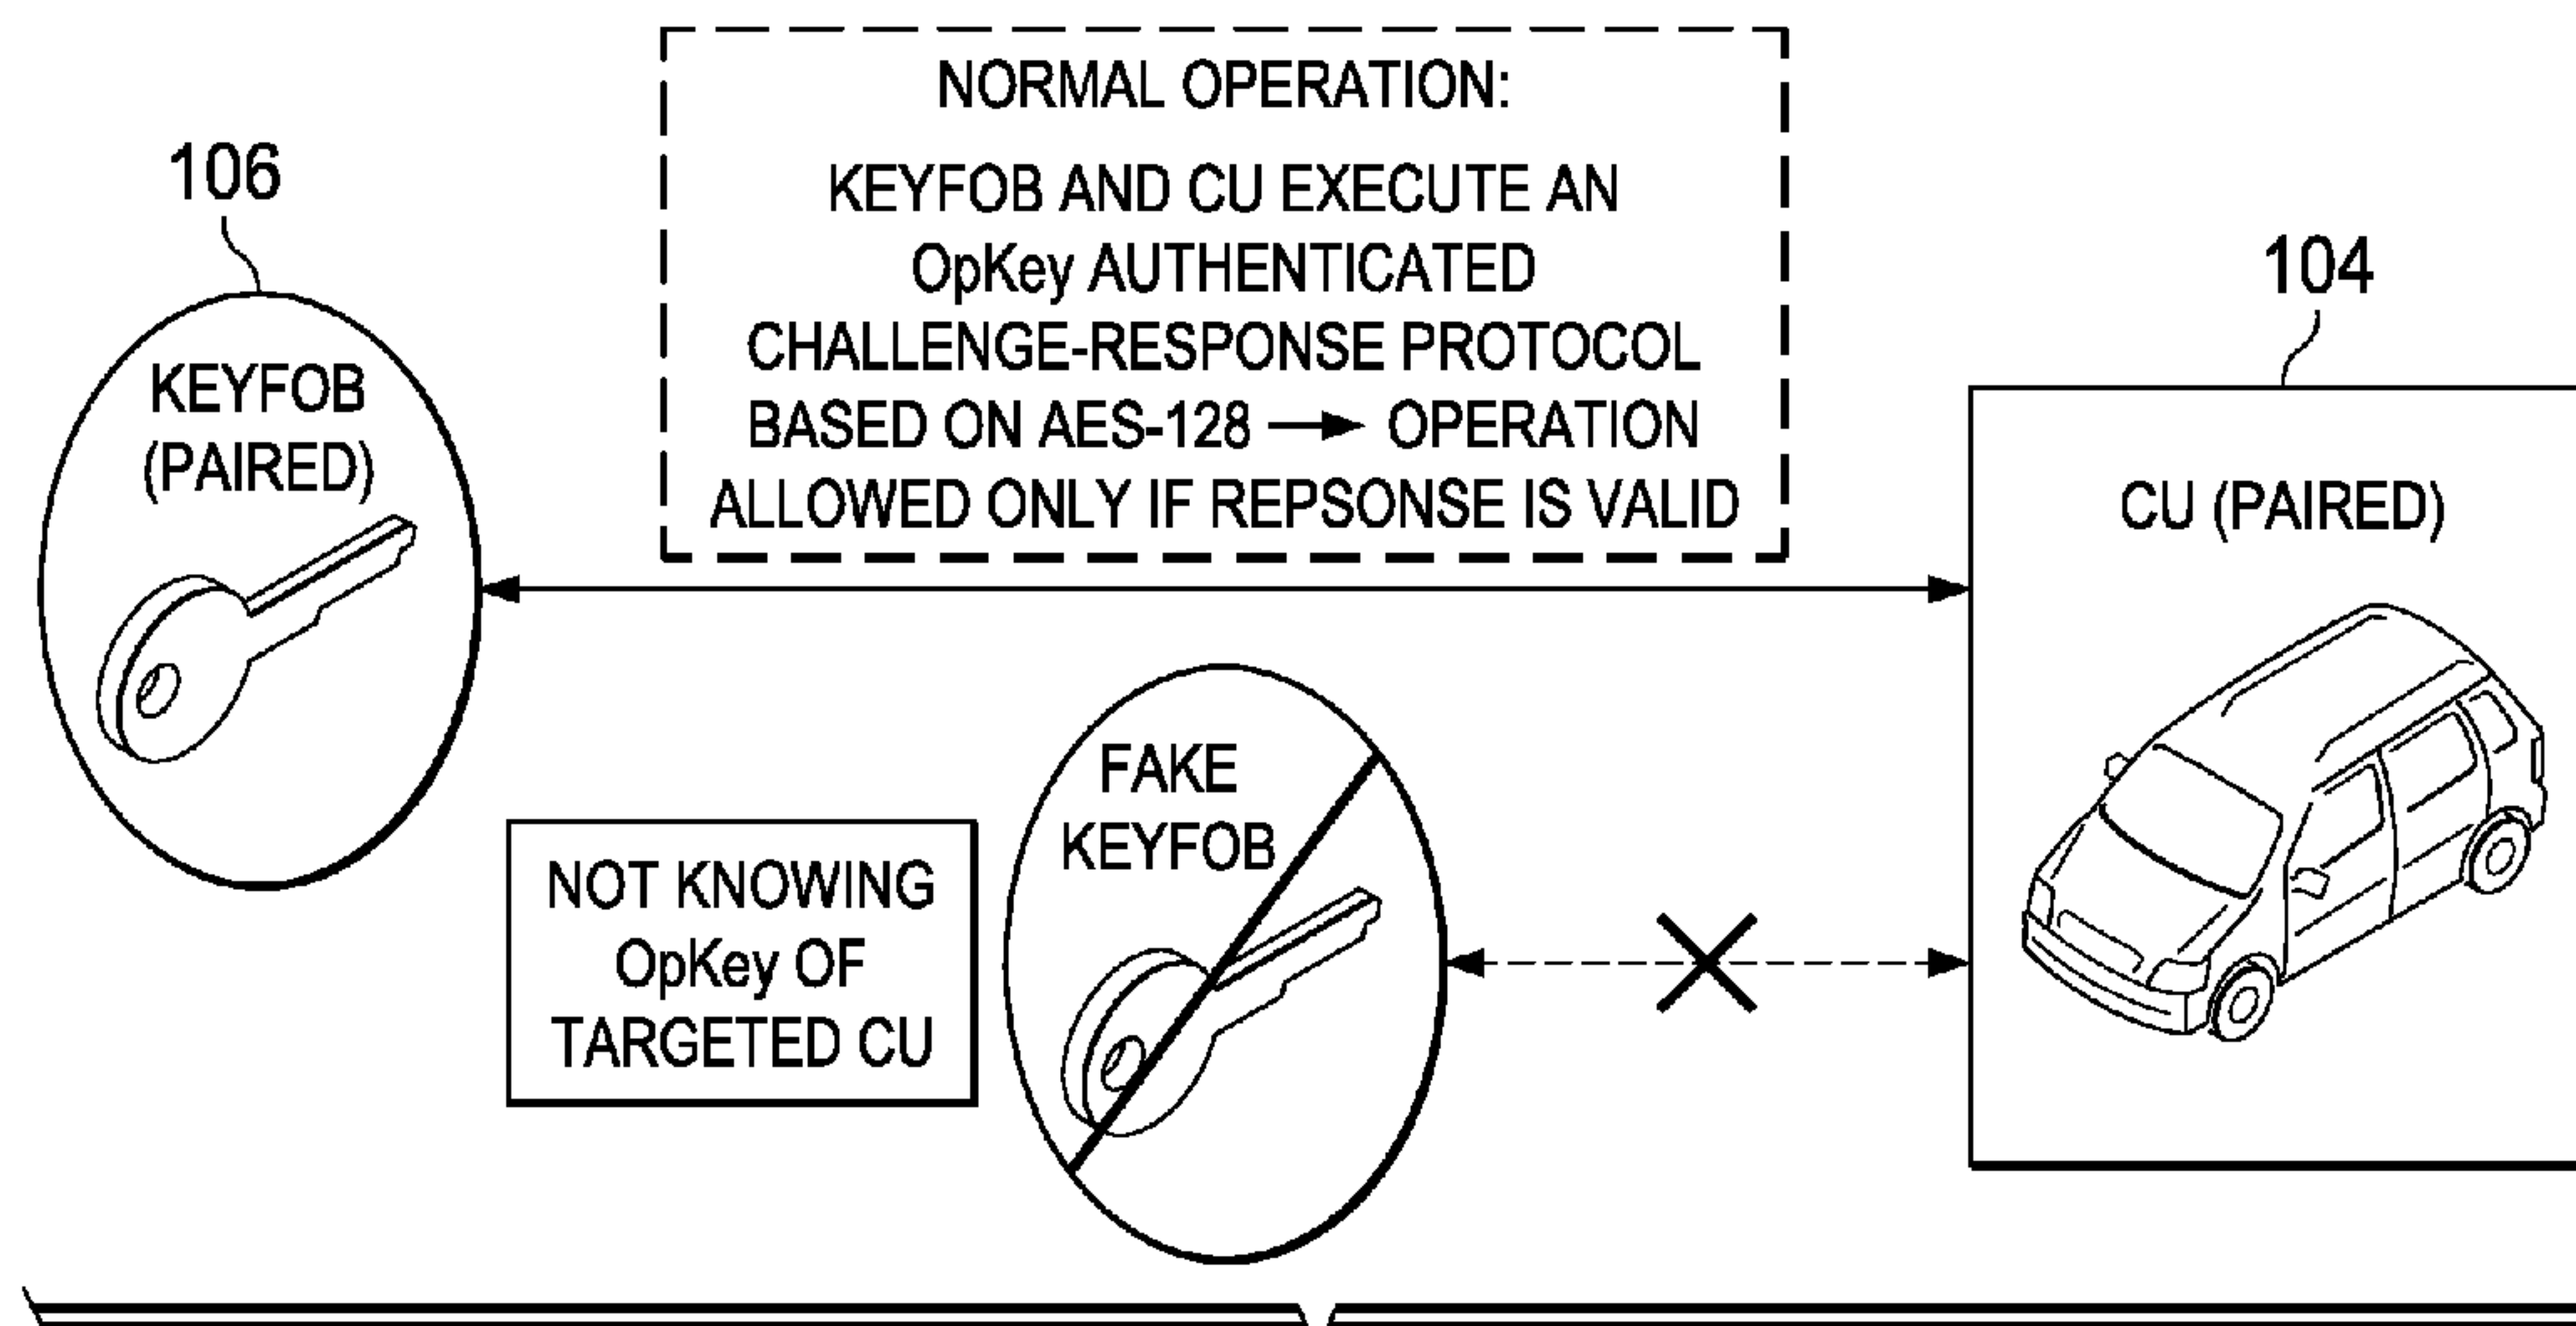 NORMAL OPERATION:
KEYFOB AND CU EXECUTE AN
OpKey AUTHENTICATED
CHALLENGE-RESPONSE PROTOCOL
BASED ON AES-128 → OPERATION
ALLOWED ONLY IF REPSONSE IS VALID
106
KEYFOB
(PAIRED)
104
CU (PAIRED)
FAKE
KEYFOB
NOT KNOWING
OpKey OF
TARGETED CU